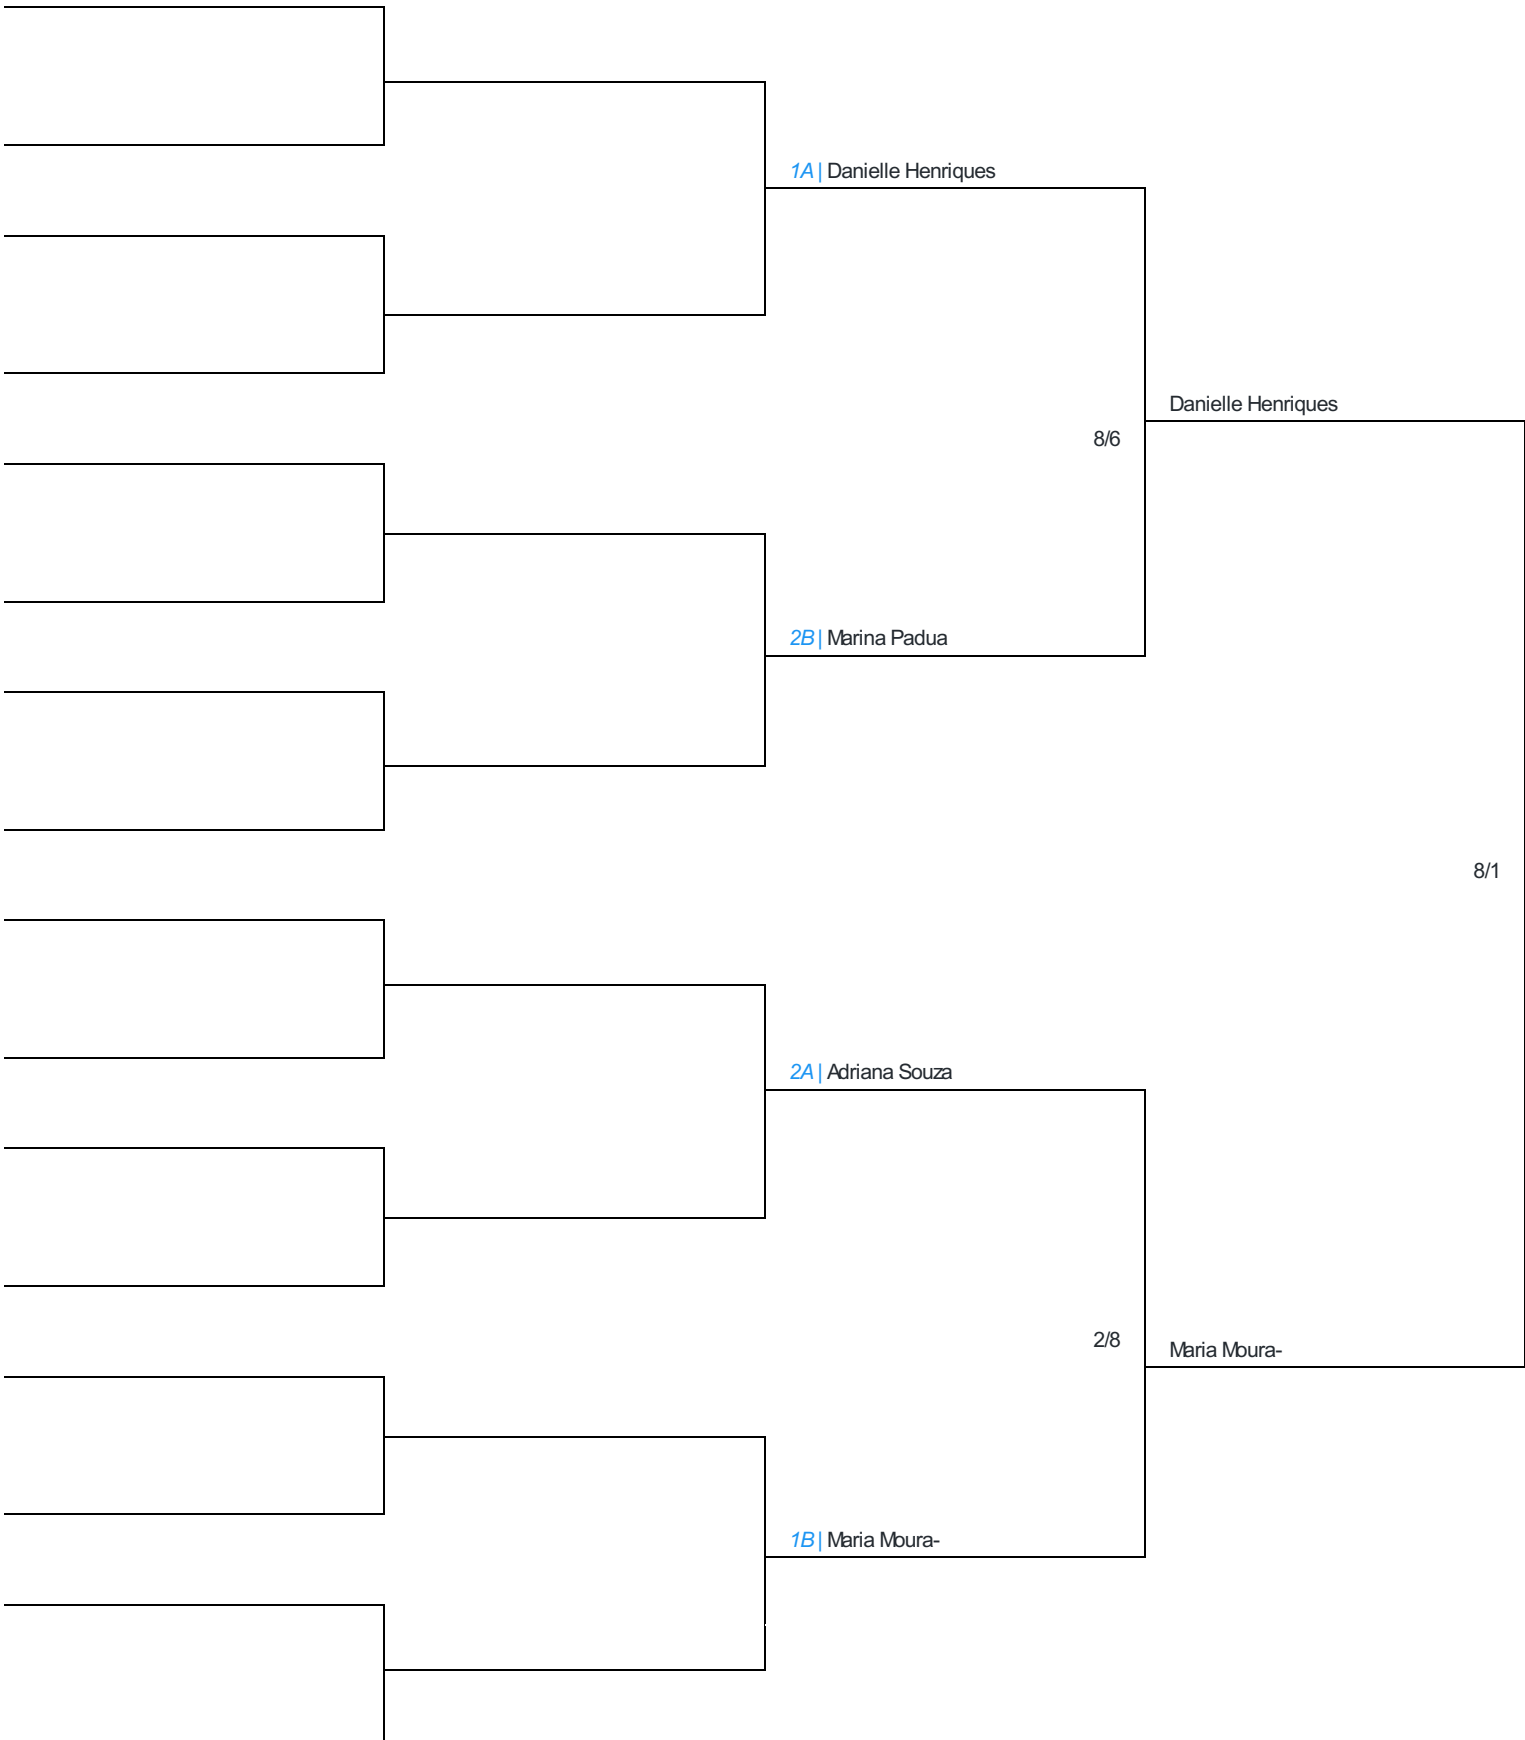 1A | Danielle Henriques
Danielle Henriques
8/6
2B | Marina Padua
8/1
2A | Adriana Souza
2/8
Maria Moura-
1B | Maria Moura-